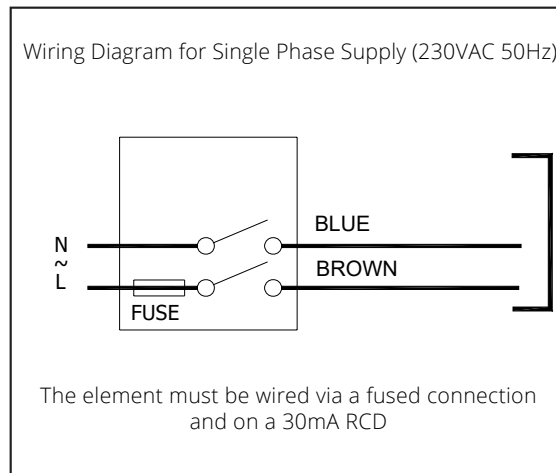 Wiring Diagram for Single Phase Supply (230VAC 50Hz)
BLUE
N
~
BROWN
L
FUSE
The element must be wired via a fused connection
and on a 30mA RCD